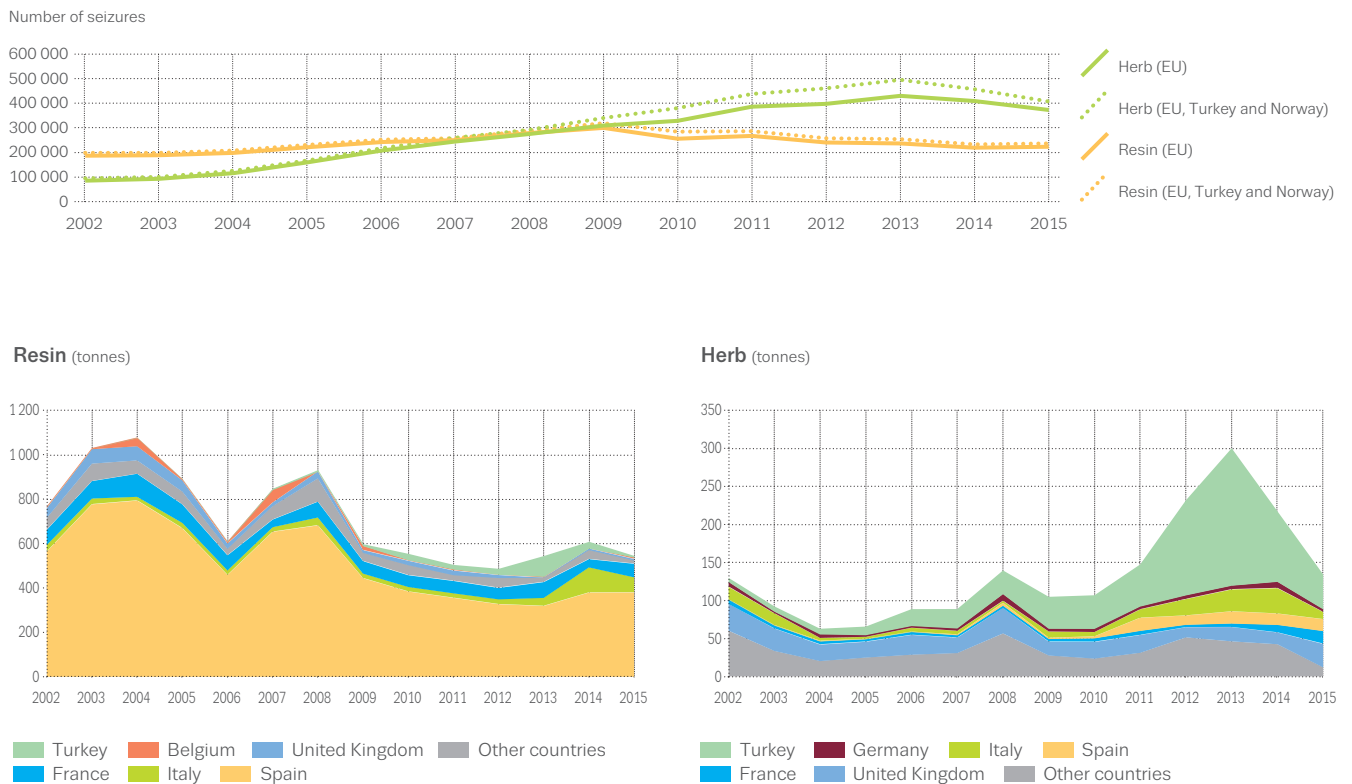 Number of seizures
600 000
500 000
400 000
300 000
200 000
100 000
0
2002 2003 2004 2005 2006 2007 2008 2009 2010 2011 2012 2013 2014 2015
Herb (EU)
Herb (EU, Turkey and Norway)
Resin (EU)
Resin (EU, Turkey and Norway)
Resin (tonnes)
1 200
1 000
800
600
400
200
0
2002 2003 2004 2005 2006 2007 2008 2009 2010 2011 2012 2013 2014 2015
Turkey Belgium United Kingdom Other countries
France Italy Spain
Herb (tonnes)
350
300
250
200
150
100
50
0
2002 2003 2004 2005 2006 2007 2008 2009 2010 2011 2012 2013 2014 2015
Turkey Germany Italy Spain
France United Kingdom Other countries